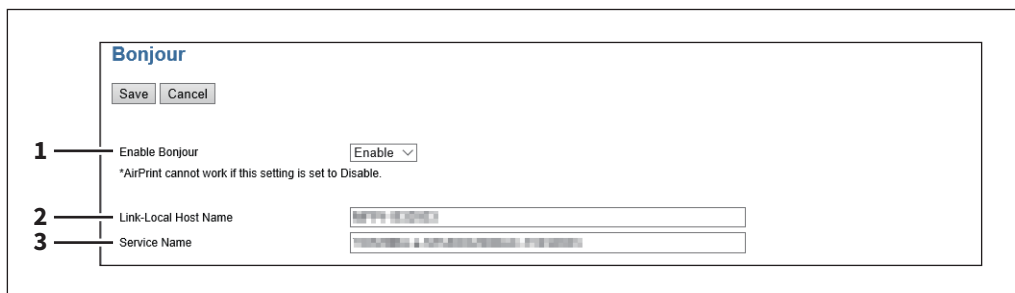 Bonjour
Save Cancel
1 Enable Bonjour Enable
*AirPrint cannot work if this setting is set to Disable.
2 Link-Local Host Name
3 Service Name